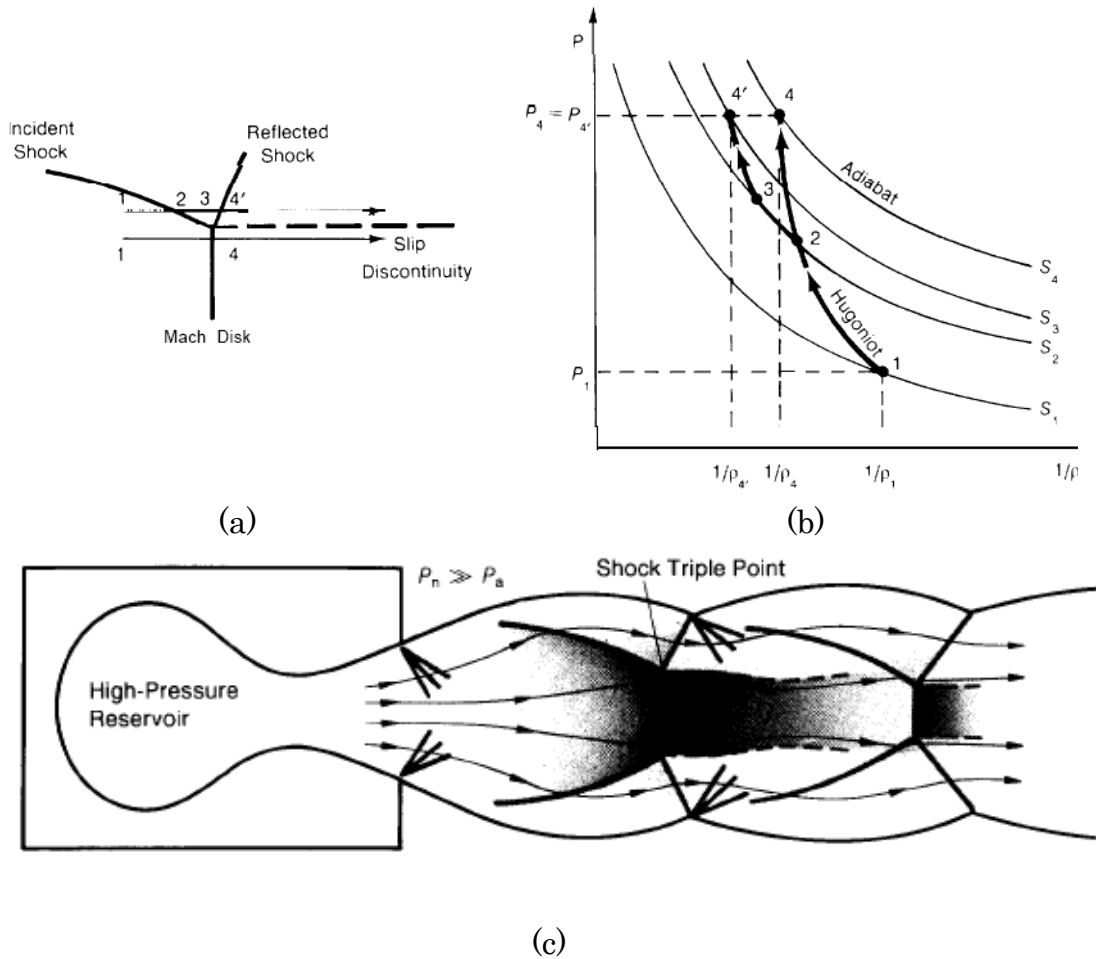 Incident
Shock
Reflected
Shock
1 2 3 4′
1 1 4
Slip
Discontinuity
Mach Disk
(a)
P
P₄ = P₄′
P₁
4′ 4
3
2
1
Adiabat
Hugoniot
S₄
S₃
S₂
S₁
1/ρ₄′ 1/ρ₄ 1/ρ₁ 1/ρ
(b)
Pₙ ≫ Pₐ
Shock Triple Point
High-Pressure
Reservoir
(c)